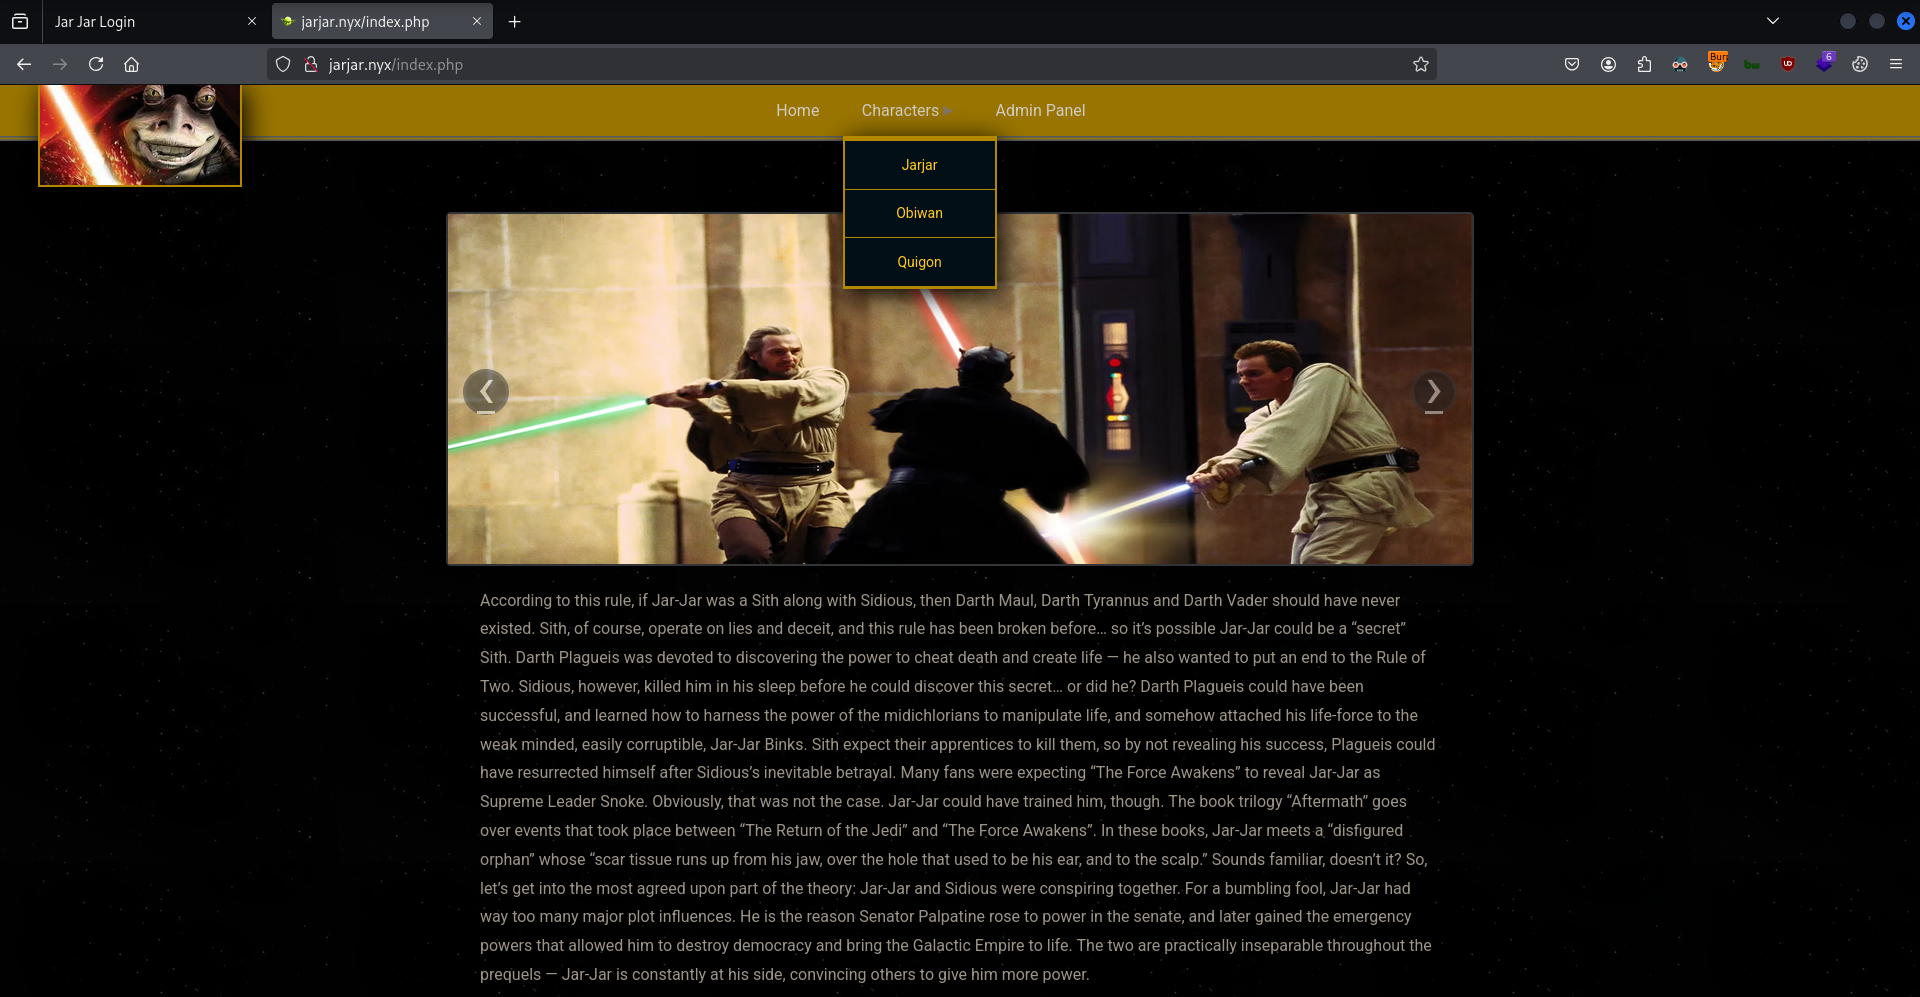 Jar Jar Login
jarjar.nyx/index.php
jarjar.nyx/index.php
6
Home
Characters
Admin Panel
Jarjar
Obiwan
Quigon
According to this rule, if Jar-Jar was a Sith along with Sidious, then Darth Maul, Darth Tyrannus and Darth Vader should have never
existed. Sith, of course, operate on lies and deceit, and this rule has been broken before… so it’s possible Jar-Jar could be a “secret”
Sith. Darth Plagueis was devoted to discovering the power to cheat death and create life — he also wanted to put an end to the Rule of
Two. Sidious, however, killed him in his sleep before he could discover this secret… or did he? Darth Plagueis could have been
successful, and learned how to harness the power of the midichlorians to manipulate life, and somehow attached his life-force to the
weak minded, easily corruptible, Jar-Jar Binks. Sith expect their apprentices to kill them, so by not revealing his success, Plagueis could
have resurrected himself after Sidious’s inevitable betrayal. Many fans were expecting “The Force Awakens” to reveal Jar-Jar as
Supreme Leader Snoke. Obviously, that was not the case. Jar-Jar could have trained him, though. The book trilogy “Aftermath” goes
over events that took place between “The Return of the Jedi” and “The Force Awakens”. In these books, Jar-Jar meets a “disfigured
orphan” whose “scar tissue runs up from his jaw, over the hole that used to be his ear, and to the scalp.” Sounds familiar, doesn’t it? So,
let’s get into the most agreed upon part of the theory: Jar-Jar and Sidious were conspiring together. For a bumbling fool, Jar-Jar had
way too many major plot influences. He is the reason Senator Palpatine rose to power in the senate, and later gained the emergency
powers that allowed him to destroy democracy and bring the Galactic Empire to life. The two are practically inseparable throughout the
prequels — Jar-Jar is constantly at his side, convincing others to give him more power.